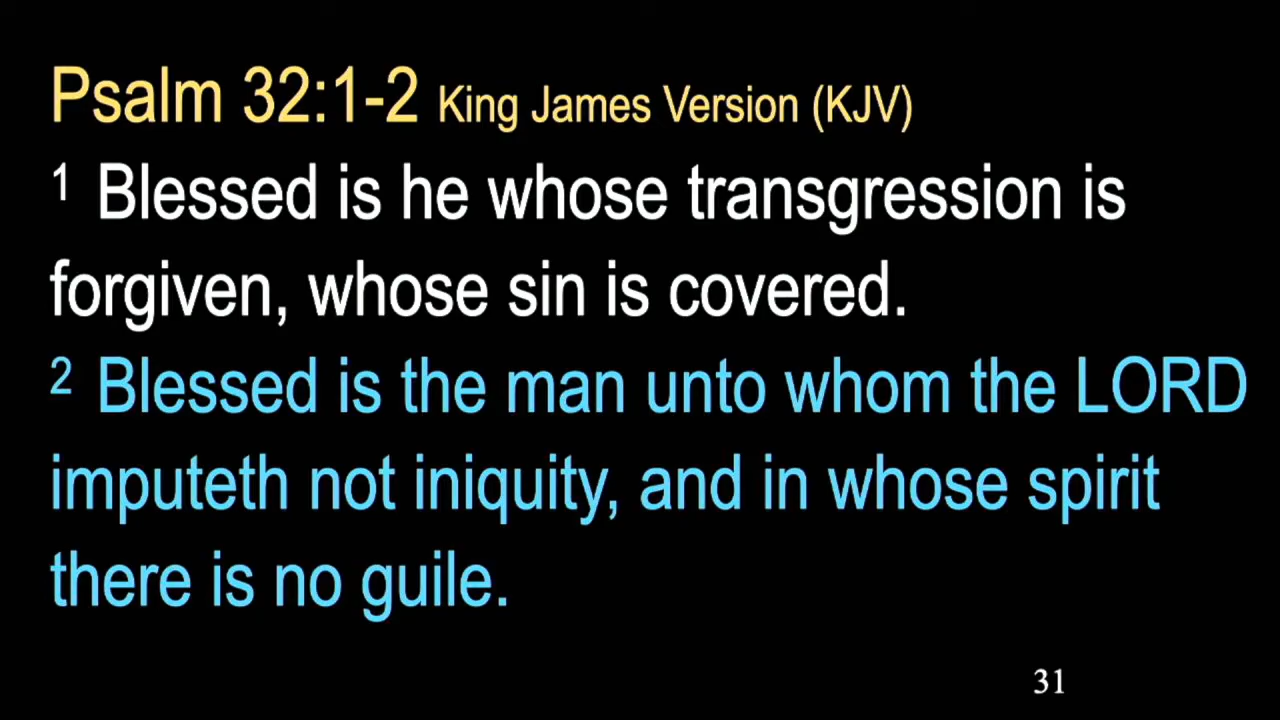 Psalm 32:1-2 King James Version (KJV)
1 Blessed is he whose transgression is
forgiven, whose sin is covered.
2 Blessed is the man unto whom the LORD
imputeth not iniquity, and in whose spirit
there is no guile.
31